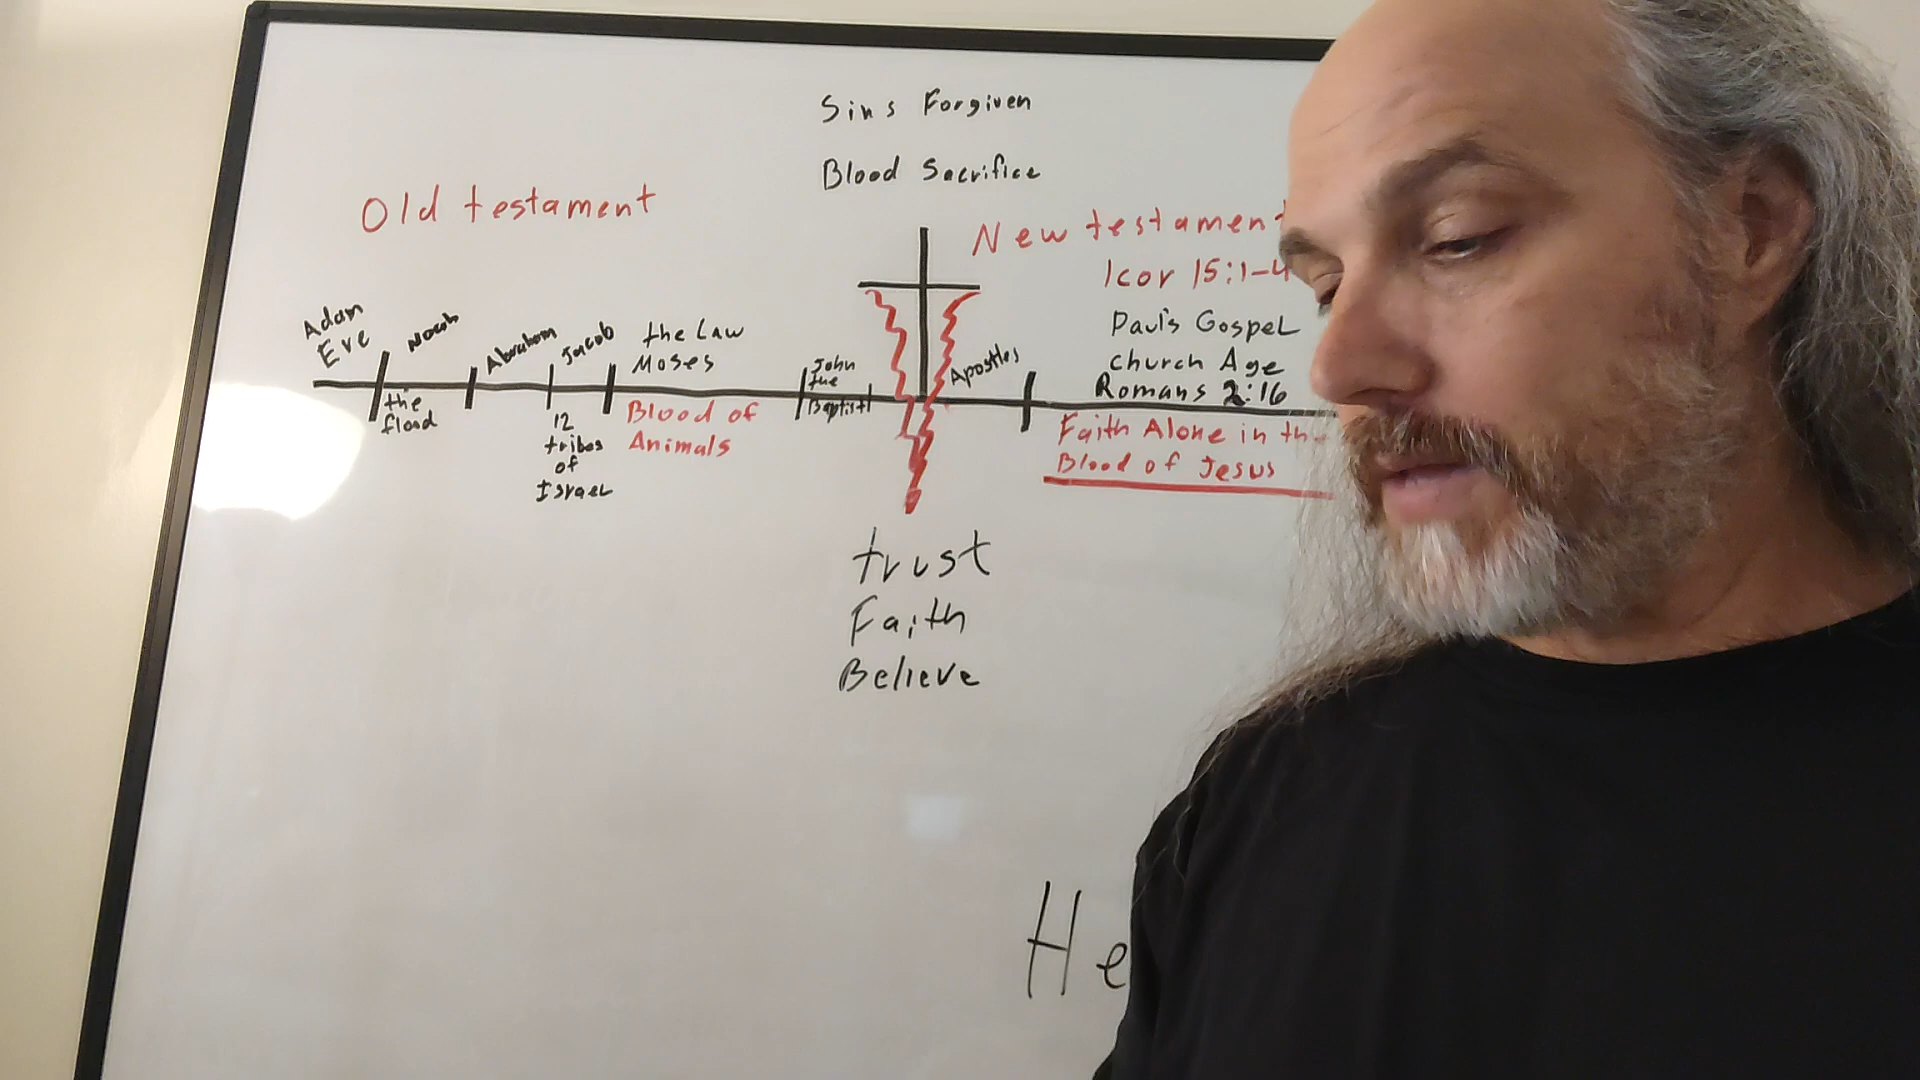 Sins Forgiven
Blood Sacrifice
Old testament
New testament
1cor 15:1-4
Adam
Eve
Noah
the
flood
Abraham
Jacob
12
tribes
of
Israel
the Law
Moses
Blood of
Animals
John
the
Baptist
Apostles
Paul's Gospel
Church Age
Romans 2:16
Faith Alone in th
Blood of Jesus
trust
Faith
Believe
He